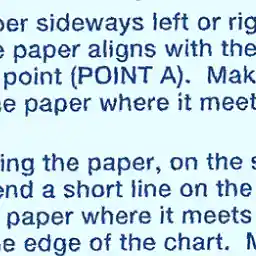 per sideways left or rig
e paper aligns with the
point (POINT A). Mak
e paper where it meet
ing the paper, on the s
end a short line on the
paper where it meets
e edge of the chart. M